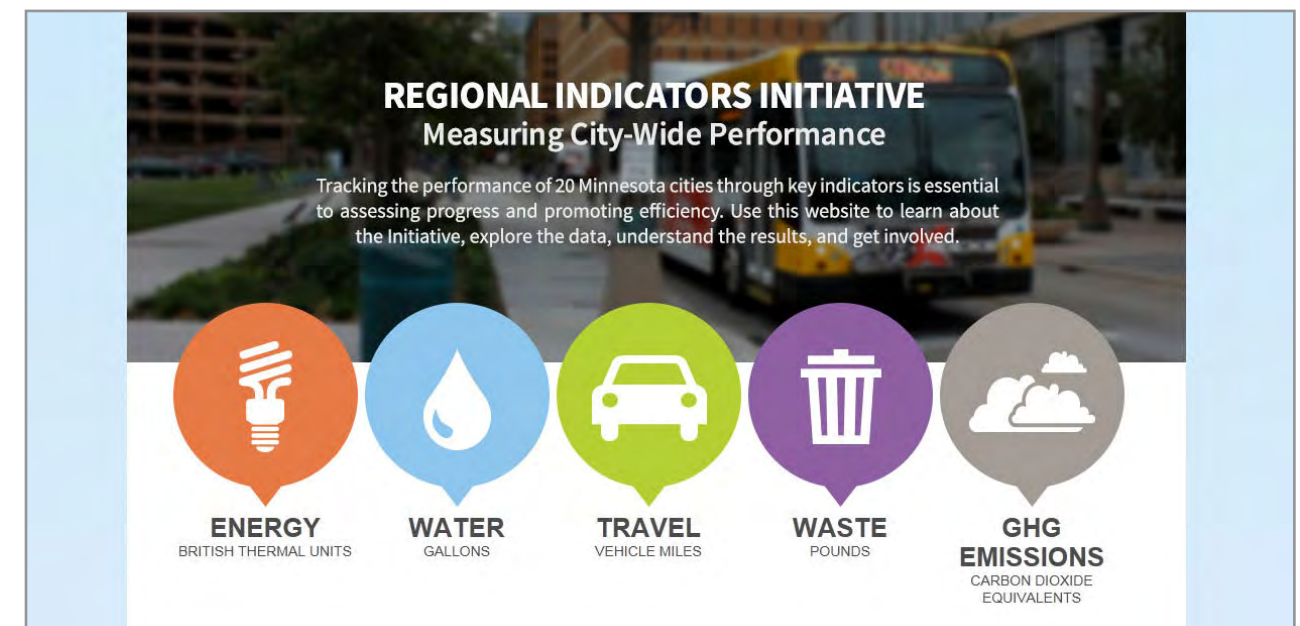 REGIONAL INDICATORS INITIATIVE
Measuring City-Wide Performance
Tracking the performance of 20 Minnesota cities through key indicators is essential
to assessing progress and promoting efficiency. Use this website to learn about
the Initiative, explore the data, understand the results, and get involved.
ENERGY
BRITISH THERMAL UNITS
WATER
GALLONS
TRAVEL
VEHICLE MILES
WASTE
POUNDS
GHG
EMISSIONS
CARBON DIOXIDE
EQUIVALENTS